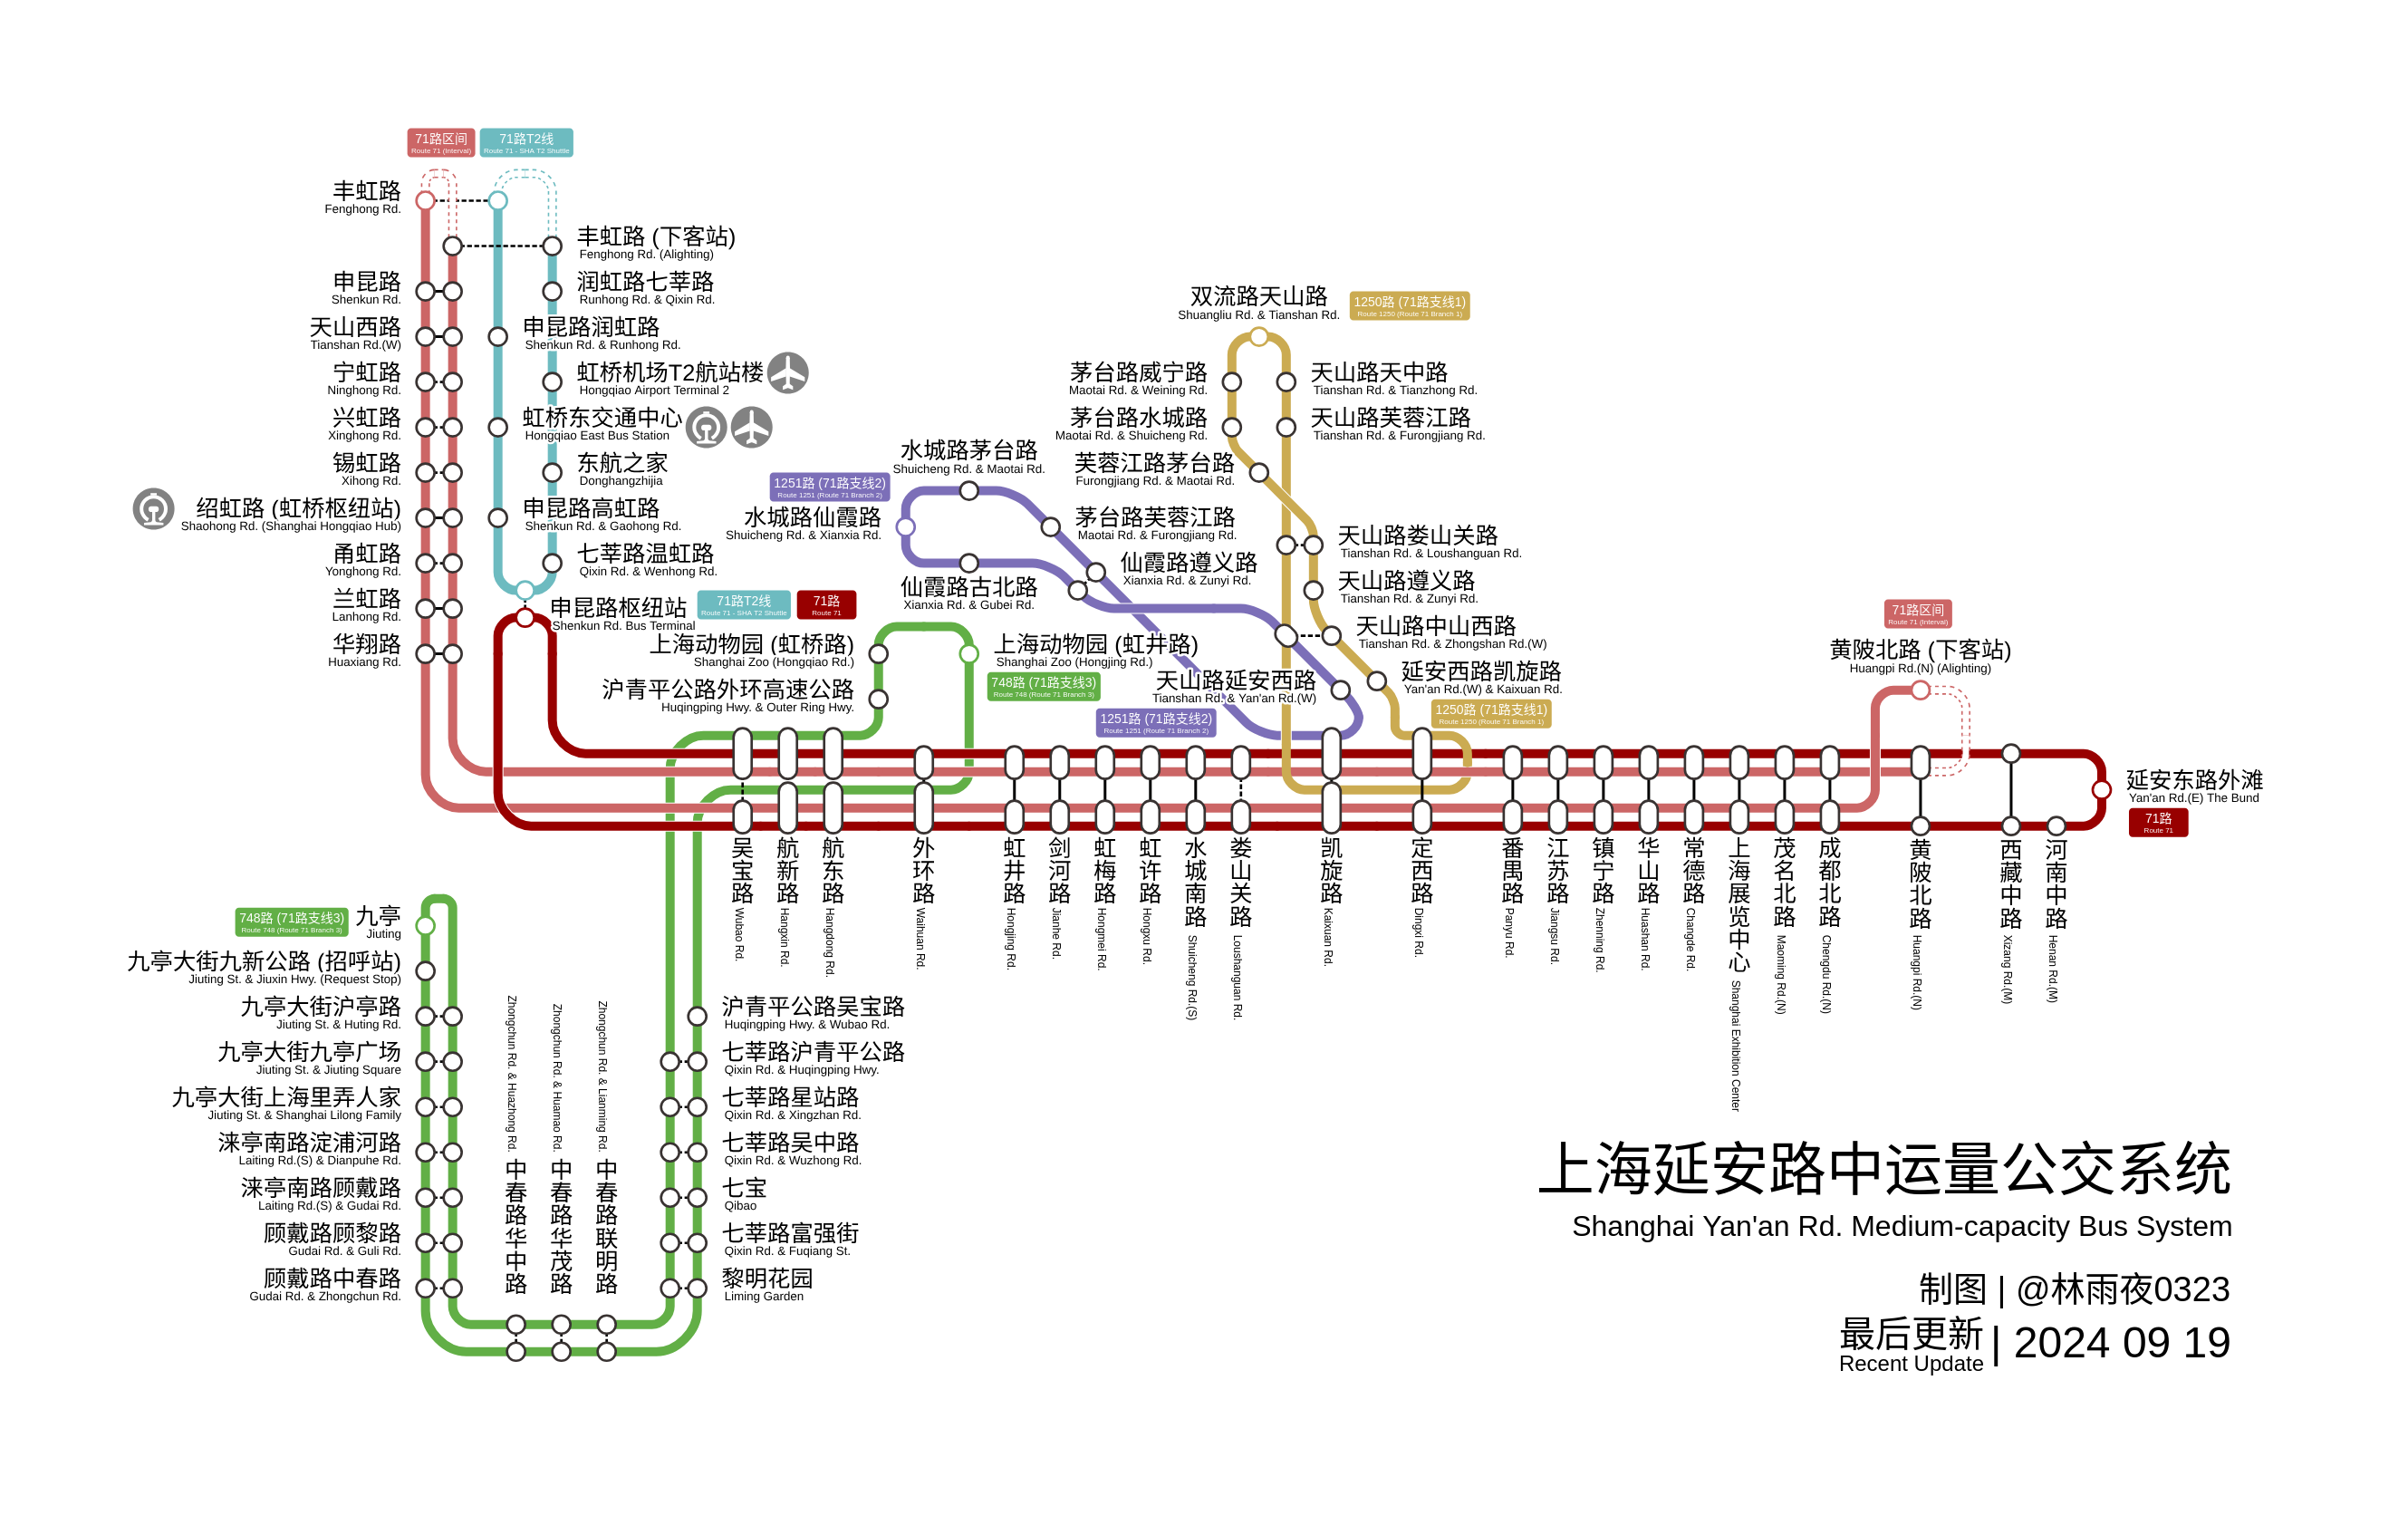 71路区间
Route 71 (Interval)
71路T2线
Route 71 - SHA T2 Shuttle
丰虹路
Fenghong Rd.
丰虹路 (下客站)
Fenghong Rd. (Alighting)
申昆路
Shenkun Rd.
润虹路七莘路
Runhong Rd. & Qixin Rd.
天山西路
Tianshan Rd.(W)
申昆路润虹路
Shenkun Rd. & Runhong Rd.
宁虹路
Ninghong Rd.
虹桥机场T2航站楼
Hongqiao Airport Terminal 2
兴虹路
Xinghong Rd.
虹桥东交通中心
Hongqiao East Bus Station
锡虹路
Xihong Rd.
东航之家
Donghangzhijia
绍虹路 (虹桥枢纽站)
Shaohong Rd. (Shanghai Hongqiao Hub)
申昆路高虹路
Shenkun Rd. & Gaohong Rd.
甬虹路
Yonghong Rd.
七莘路温虹路
Qixin Rd. & Wenhong Rd.
兰虹路
Lanhong Rd.
华翔路
Huaxiang Rd.
申昆路枢纽站
Shenkun Rd. Bus Terminal
71路T2线
Route 71 - SHA T2 Shuttle
71路
Route 71
上海动物园 (虹桥路)
Shanghai Zoo (Hongqiao Rd.)
沪青平公路外环高速公路
Huqingping Hwy. & Outer Ring Hwy.
上海动物园 (虹井路)
Shanghai Zoo (Hongjing Rd.)
748路 (71路支线3)
Route 748 (Route 71 Branch 3)
1251路 (71路支线2)
Route 1251 (Route 71 Branch 2)
水城路茅台路
Shuicheng Rd. & Maotai Rd.
水城路仙霞路
Shuicheng Rd. & Xianxia Rd.
茅台路芙蓉江路
Maotai Rd. & Furongjiang Rd.
仙霞路遵义路
Xianxia Rd. & Zunyi Rd.
仙霞路古北路
Xianxia Rd. & Gubei Rd.
天山路延安西路
Tianshan Rd. & Yan'an Rd.(W)
1251路 (71路支线2)
Route 1251 (Route 71 Branch 2)
双流路天山路
Shuangliu Rd. & Tianshan Rd.
1250路 (71路支线1)
Route 1250 (Route 71 Branch 1)
茅台路威宁路
Maotai Rd. & Weining Rd.
天山路天中路
Tianshan Rd. & Tianzhong Rd.
茅台路水城路
Maotai Rd. & Shuicheng Rd.
天山路芙蓉江路
Tianshan Rd. & Furongjiang Rd.
芙蓉江路茅台路
Furongjiang Rd. & Maotai Rd.
天山路娄山关路
Tianshan Rd. & Loushanguan Rd.
天山路遵义路
Tianshan Rd. & Zunyi Rd.
天山路中山西路
Tianshan Rd. & Zhongshan Rd.(W)
延安西路凯旋路
Yan'an Rd.(W) & Kaixuan Rd.
1250路 (71路支线1)
Route 1250 (Route 71 Branch 1)
71路区间
Route 71 (Interval)
黄陂北路 (下客站)
Huangpi Rd.(N) (Alighting)
延安东路外滩
Yan'an Rd.(E) The Bund
71路
Route 71
吴宝路
Wubao Rd.
航新路
Hangxin Rd.
航东路
Hangdong Rd.
外环路
Waihuan Rd.
虹井路
Hongjing Rd.
剑河路
Jianhe Rd.
虹梅路
Hongmei Rd.
虹许路
Hongxu Rd.
水城南路
Shuicheng Rd.(S)
娄山关路
Loushanguan Rd.
凯旋路
Kaixuan Rd.
定西路
Dingxi Rd.
番禺路
Panyu Rd.
江苏路
Jiangsu Rd.
镇宁路
Zhenning Rd.
华山路
Huashan Rd.
常德路
Changde Rd.
上海展览中心
Shanghai Exhibition Center
茂名北路
Maoming Rd.(N)
成都北路
Chengdu Rd.(N)
黄陂北路
Huangpi Rd.(N)
西藏中路
Xizang Rd.(M)
河南中路
Henan Rd.(M)
748路 (71路支线3)
Route 748 (Route 71 Branch 3)
九亭
Jiuting
九亭大街九新公路 (招呼站)
Jiuting St. & Jiuxin Hwy. (Request Stop)
九亭大街沪亭路
Jiuting St. & Huting Rd.
九亭大街九亭广场
Jiuting St. & Jiuting Square
九亭大街上海里弄人家
Jiuting St. & Shanghai Lilong Family
涞亭南路淀浦河路
Laiting Rd.(S) & Dianpuhe Rd.
涞亭南路顾戴路
Laiting Rd.(S) & Gudai Rd.
顾戴路顾黎路
Gudai Rd. & Guli Rd.
顾戴路中春路
Gudai Rd. & Zhongchun Rd.
Zhongchun Rd. & Huazhong Rd.
中春路华中路
Zhongchun Rd. & Huamao Rd.
中春路华茂路
Zhongchun Rd. & Lianming Rd.
中春路联明路
沪青平公路吴宝路
Huqingping Hwy. & Wubao Rd.
七莘路沪青平公路
Qixin Rd. & Huqingping Hwy.
七莘路星站路
Qixin Rd. & Xingzhan Rd.
七莘路吴中路
Qixin Rd. & Wuzhong Rd.
七宝
Qibao
七莘路富强街
Qixin Rd. & Fuqiang St.
黎明花园
Liming Garden
上海延安路中运量公交系统
Shanghai Yan'an Rd. Medium-capacity Bus System
制图 | @林雨夜0323
最后更新 | 2024 09 19
Recent Update